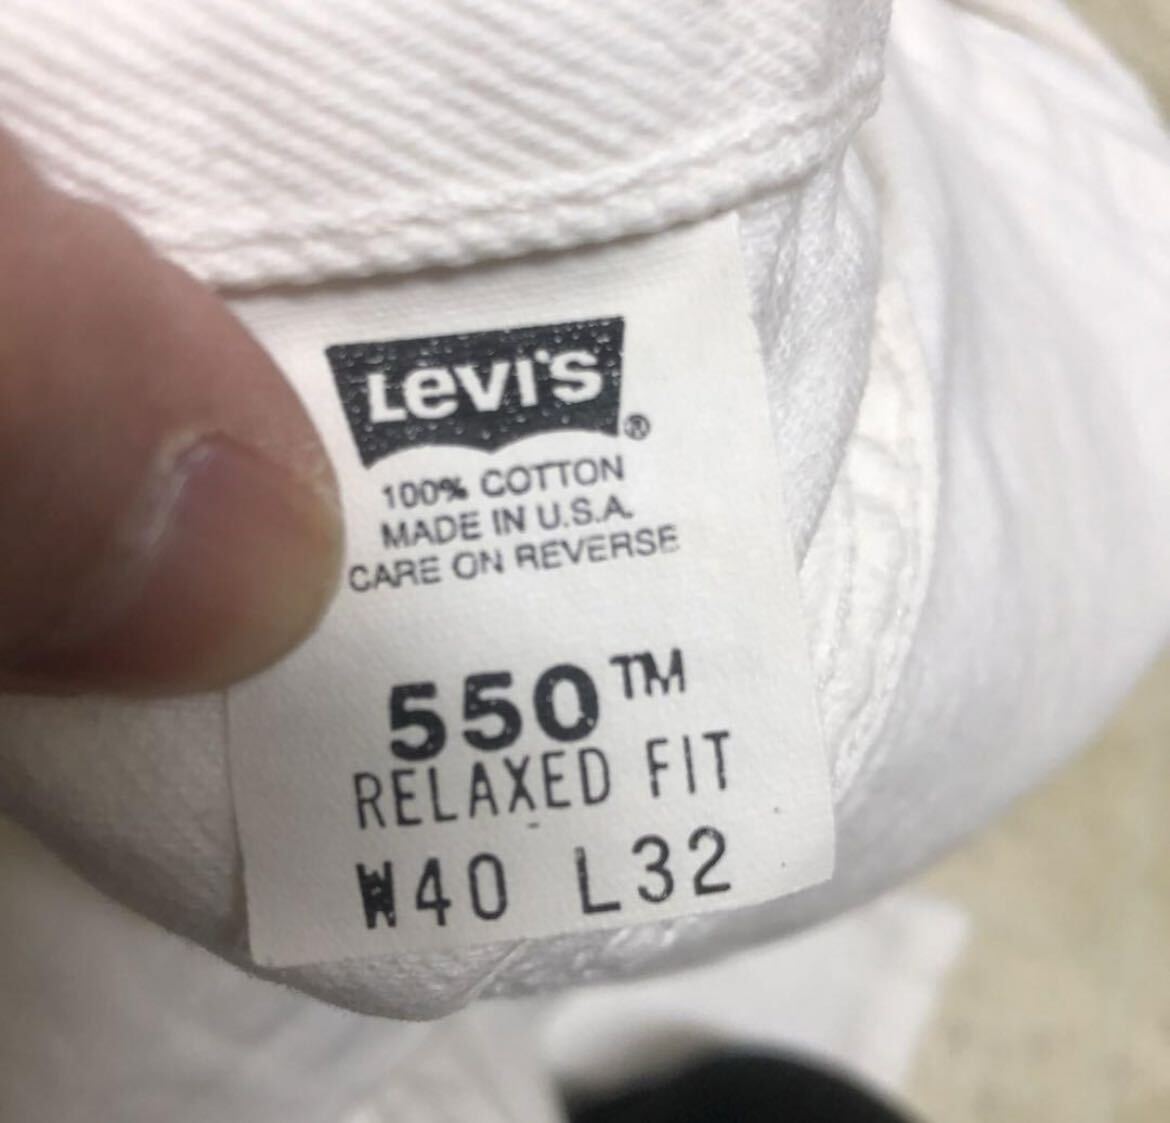 LEVI'S ®
100% COTTON
MADE IN U.S.A.
CARE ON REVERSE
550™
RELAXED FIT
W40 L32